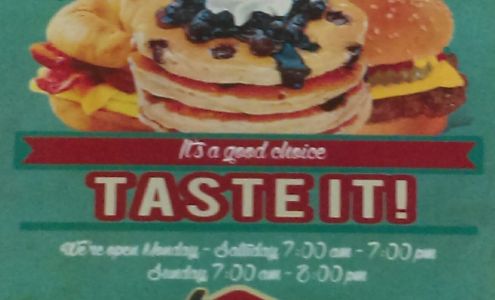 It's a good choice
TASTE IT!
We're open Monday - Satturday 7:00 am - 7:00 pm
Sunday 7:00 am - 8:00 pm